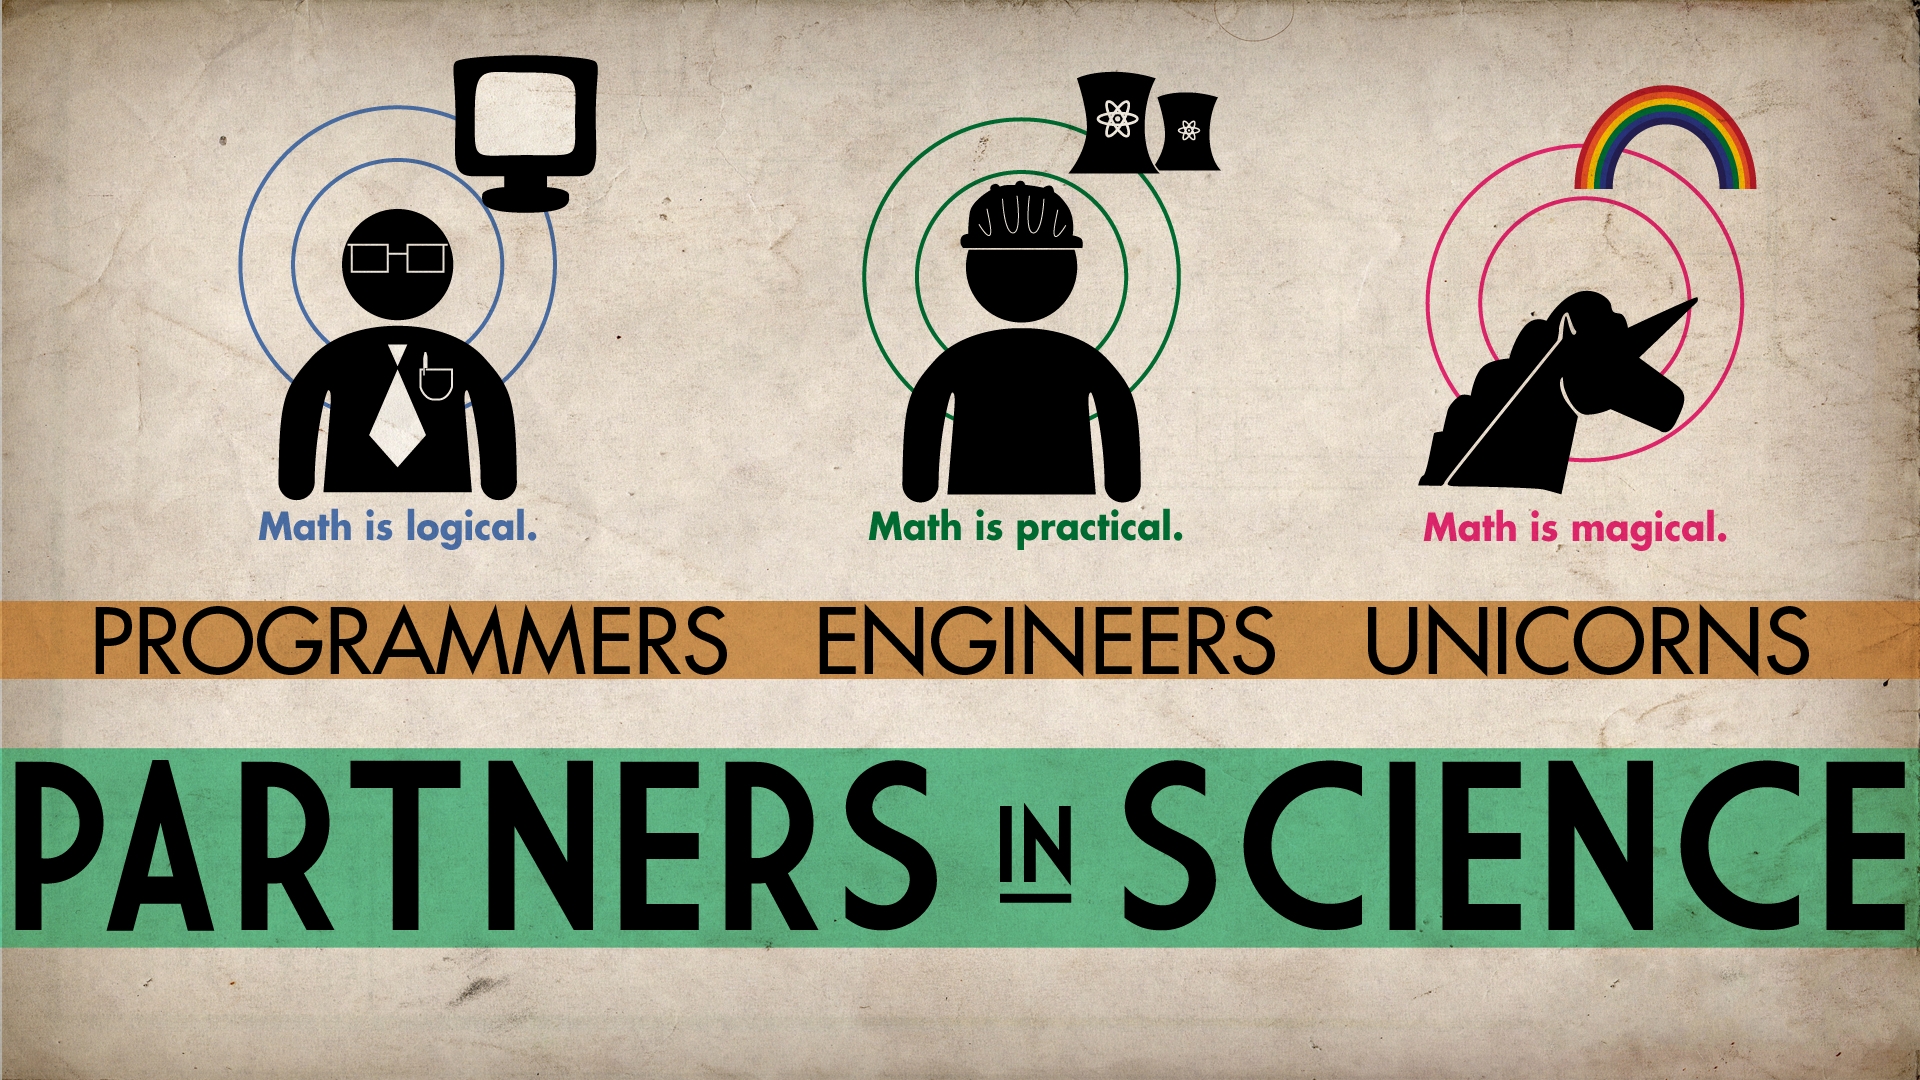 Math is logical. Math is practical. Math is magical.
PROGRAMMERS ENGINEERS UNICORNS
PARTNERS IN SCIENCE